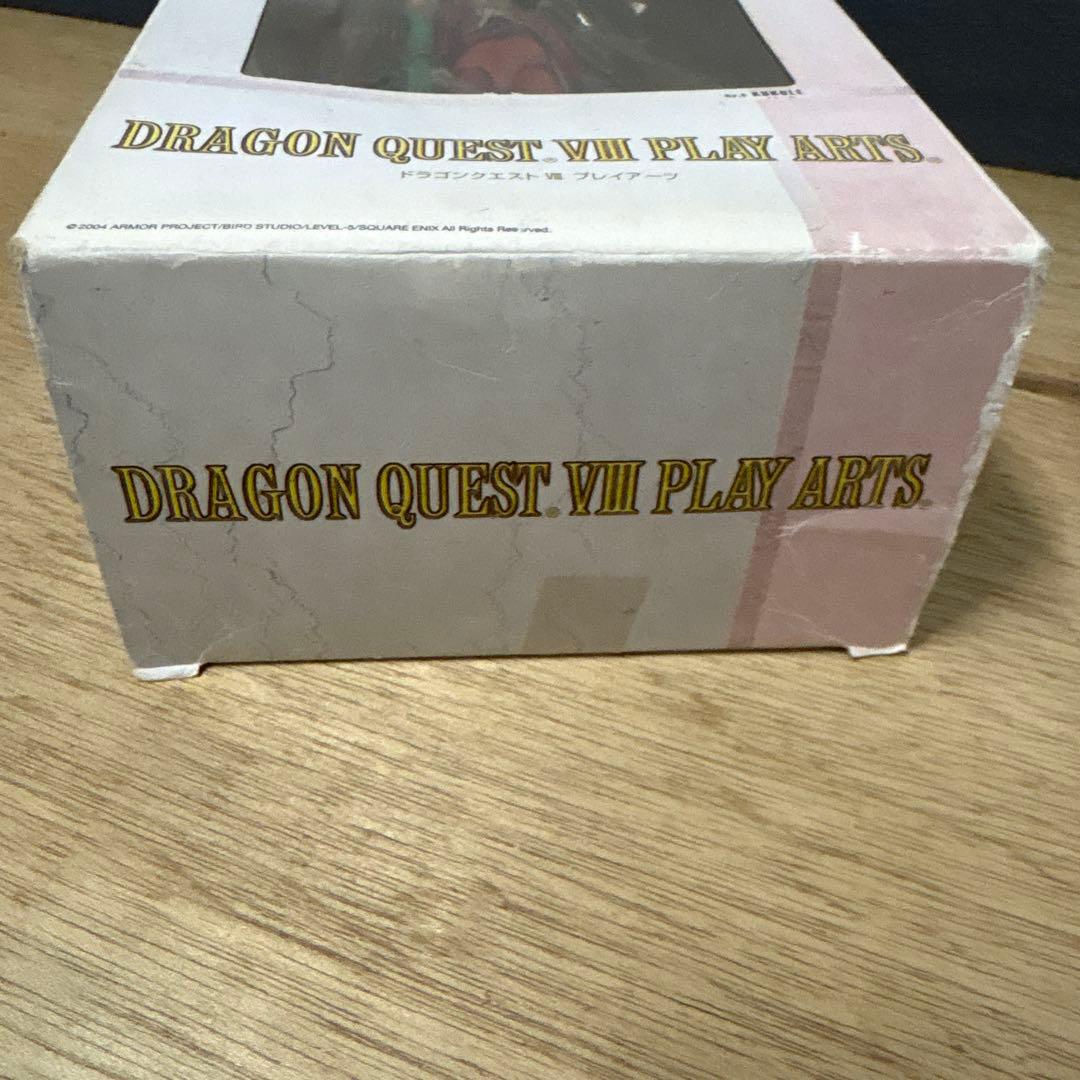 KUKULE
DRAGON QUEST® VIII PLAY ARTS®
ドラゴンクエスト VIII プレイアーツ
©2004 ARMOR PROJECT/BIRD STUDIO/LEVEL-5/SQUARE ENIX All Rights Reserved.
DRAGON QUEST® VIII PLAY ARTS®